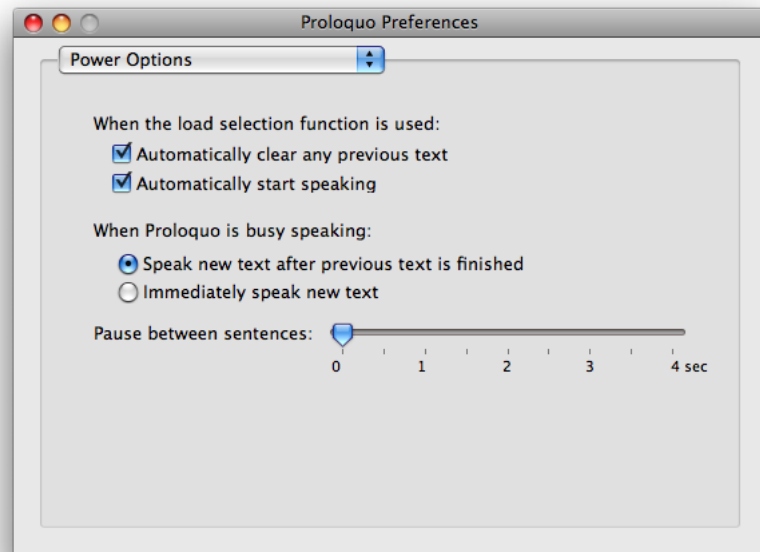 Proloquo Preferences
Power Options
When the load selection function is used:
Automatically clear any previous text
Automatically start speaking
When Proloquo is busy speaking:
Speak new text after previous text is finished
Immediately speak new text
Pause between sentences:
0 1 2 3 4 sec